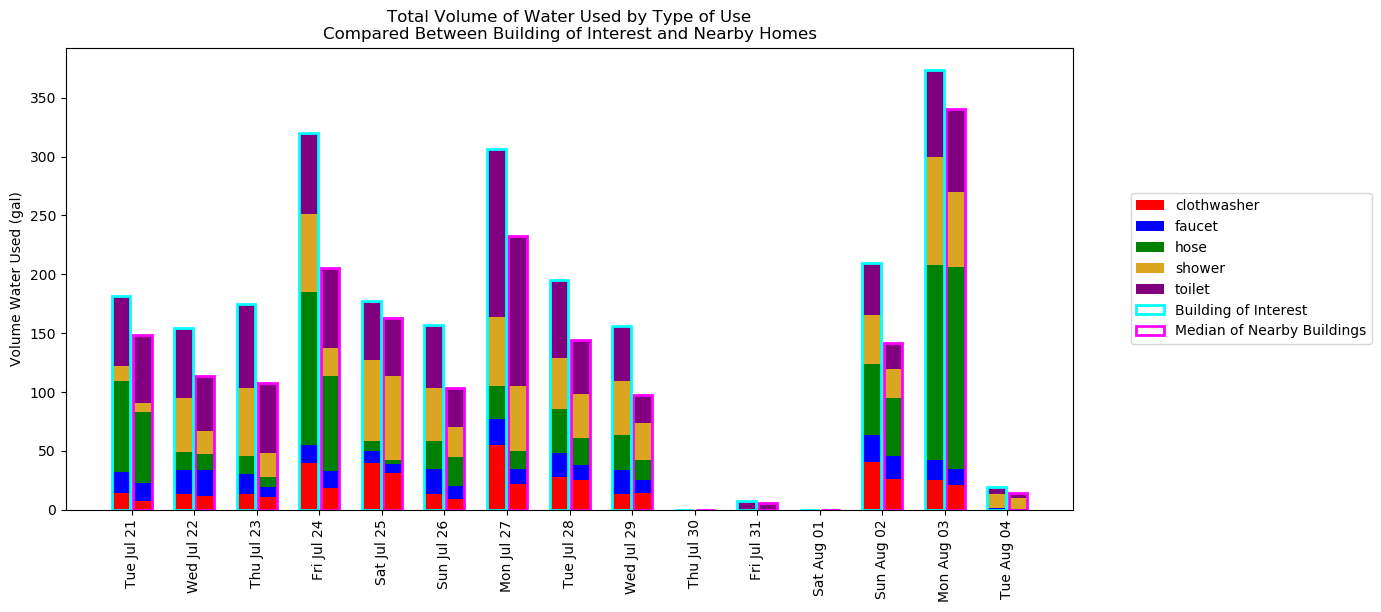 Total Volume of Water Used by Type of Use
Compared Between Building of Interest and Nearby Homes
Volume Water Used (gal)
350
300
250
200
150
100
50
0
Tue Jul 21
Wed Jul 22
Thu Jul 23
Fri Jul 24
Sat Jul 25
Sun Jul 26
Mon Jul 27
Tue Jul 28
Wed Jul 29
Thu Jul 30
Fri Jul 31
Sat Aug 01
Sun Aug 02
Mon Aug 03
Tue Aug 04
clothwasher
faucet
hose
shower
toilet
Building of Interest
Median of Nearby Buildings